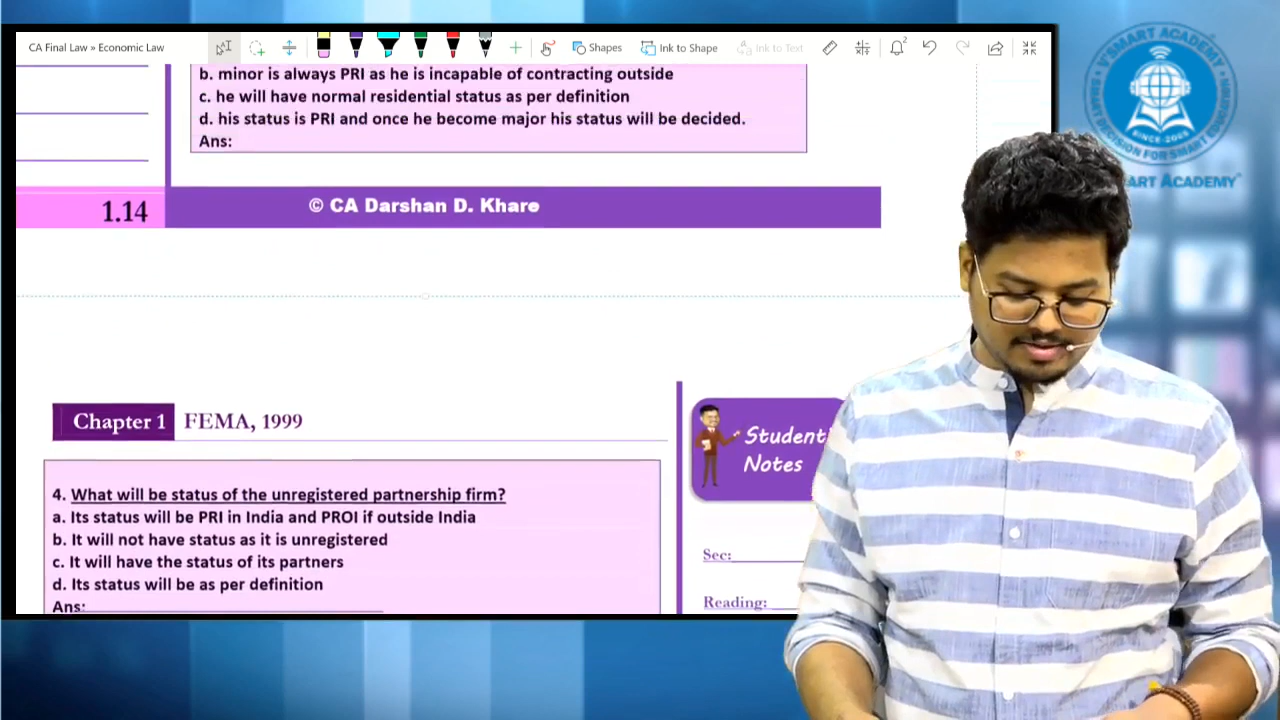 CA Final Law » Economic Law
Shapes
Ink to Shape
Ink to Text
b. minor is always PRI as he is incapable of contracting outside
c. he will have normal residential status as per definition
d. his status is PRI and once he become major his status will be decided.
Ans:
1.14
© CA Darshan D. Khare
Chapter 1 FEMA, 1999
4. What will be status of the unregistered partnership firm?
a. Its status will be PRI in India and PROI if outside India
b. It will not have status as it is unregistered
c. It will have the status of its partners
d. Its status will be as per definition
Ans:
Student
Notes
Sec:
Reading:
V'SMART ACADEMY
SINCE 2005
ART ACADEMY